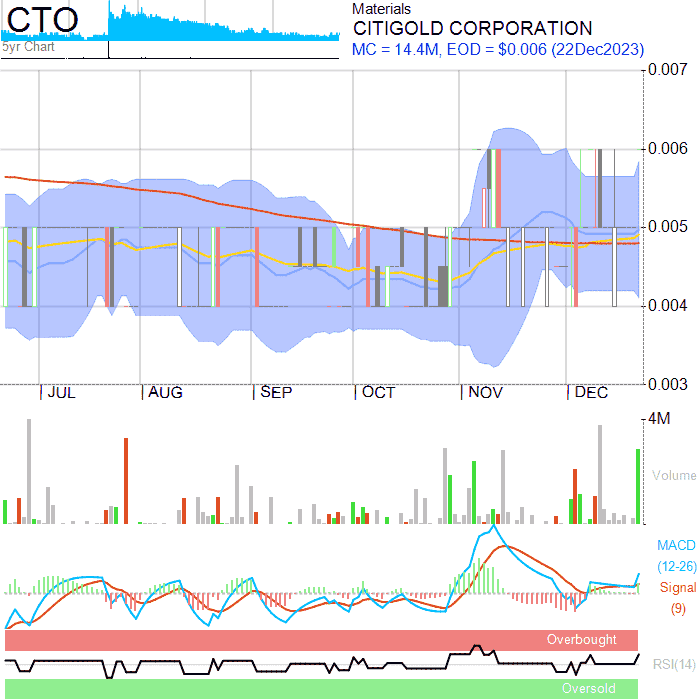 CTO
5yr Chart
Materials
CITIGOLD CORPORATION
MC = 14.4M, EOD = $0.006 (22Dec2023)
0.007
0.006
0.005
0.004
0.003
JUL AUG SEP OCT NOV DEC
4M
Volume
MACD
(12-26)
Signal
(9)
Overbought
RSI(14)
Oversold